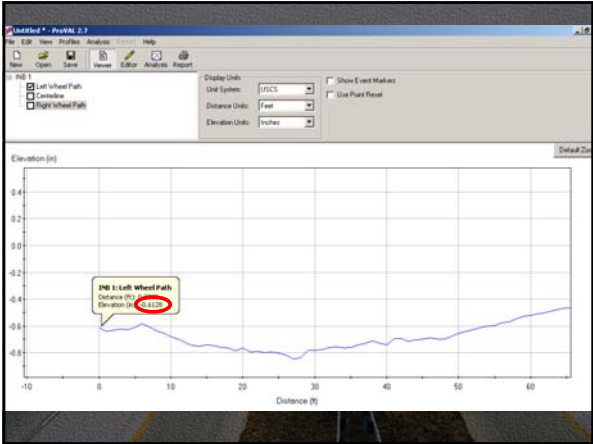 Untitled * - ProVAL 2.7
File Edit View Profiles Analysis Report Help
New Open Save Viewer Editor Analysis Report
INB 1
Left Wheel Path
Centerline
Right Wheel Path
Display Units
Unit System: USCS
Distance Units: Feet
Elevation Units: Inches
Show Event Markers
Use Point Reset
Default
Elevation (in)
0.4
0.2
0.0
-0.2
-0.4
-0.6
-0.8
INB 1: Left Wheel Path
Distance (ft):
Elevation (in):
-10 0 10 20 30 40 50 60
Distance (ft)